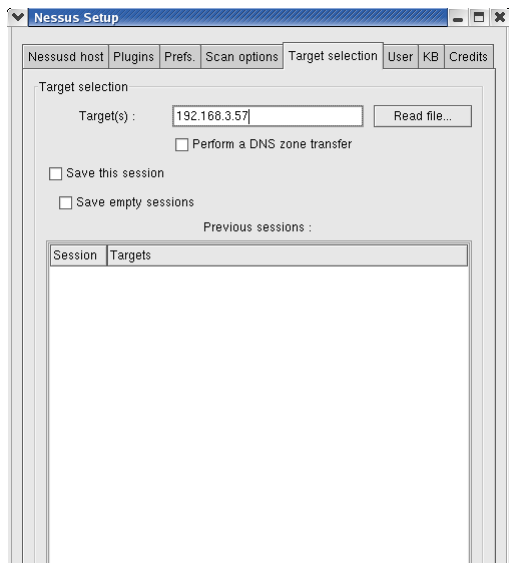 Nessus Setup
Nessusd host Plugins Prefs. Scan options Target selection User KB Credits
Target selection
Target(s) : 192.168.3.57 Read file...
Perform a DNS zone transfer
Save this session
Save empty sessions
Previous sessions :
Session Targets